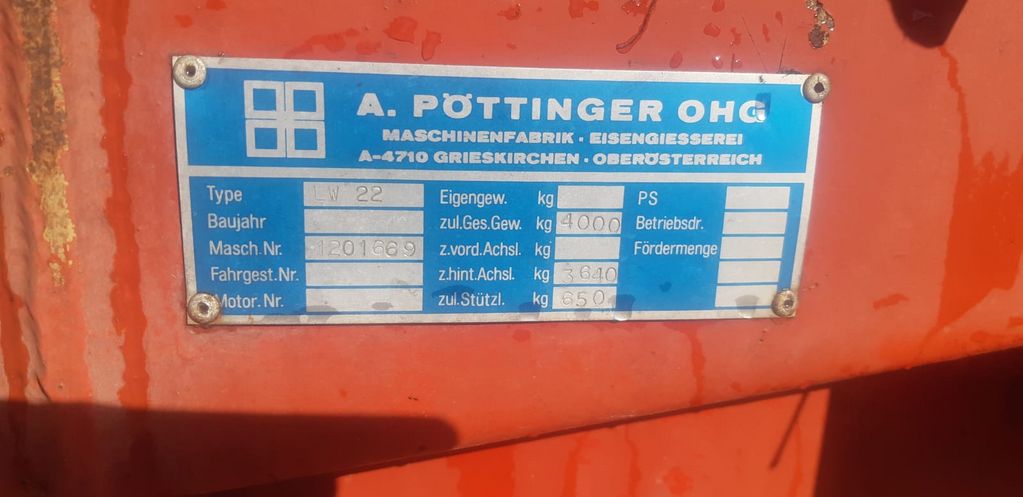 A. PÖTTINGER OHG
MASCHINENFABRIK · EISENGIESSEREI
A-4710 GRIESKIRCHEN · OBERÖSTERREICH
Type LW 22 Eigengew. kg PS
Baujahr zul.Ges.Gew. kg 4000 Betriebsdr.
Masch.Nr. 1201669 z.vord.Achsl. kg Fördermenge
Fahrgest.Nr. z.hint.Achsl. kg 3640
Motor.Nr. zul.Stützl. kg 650